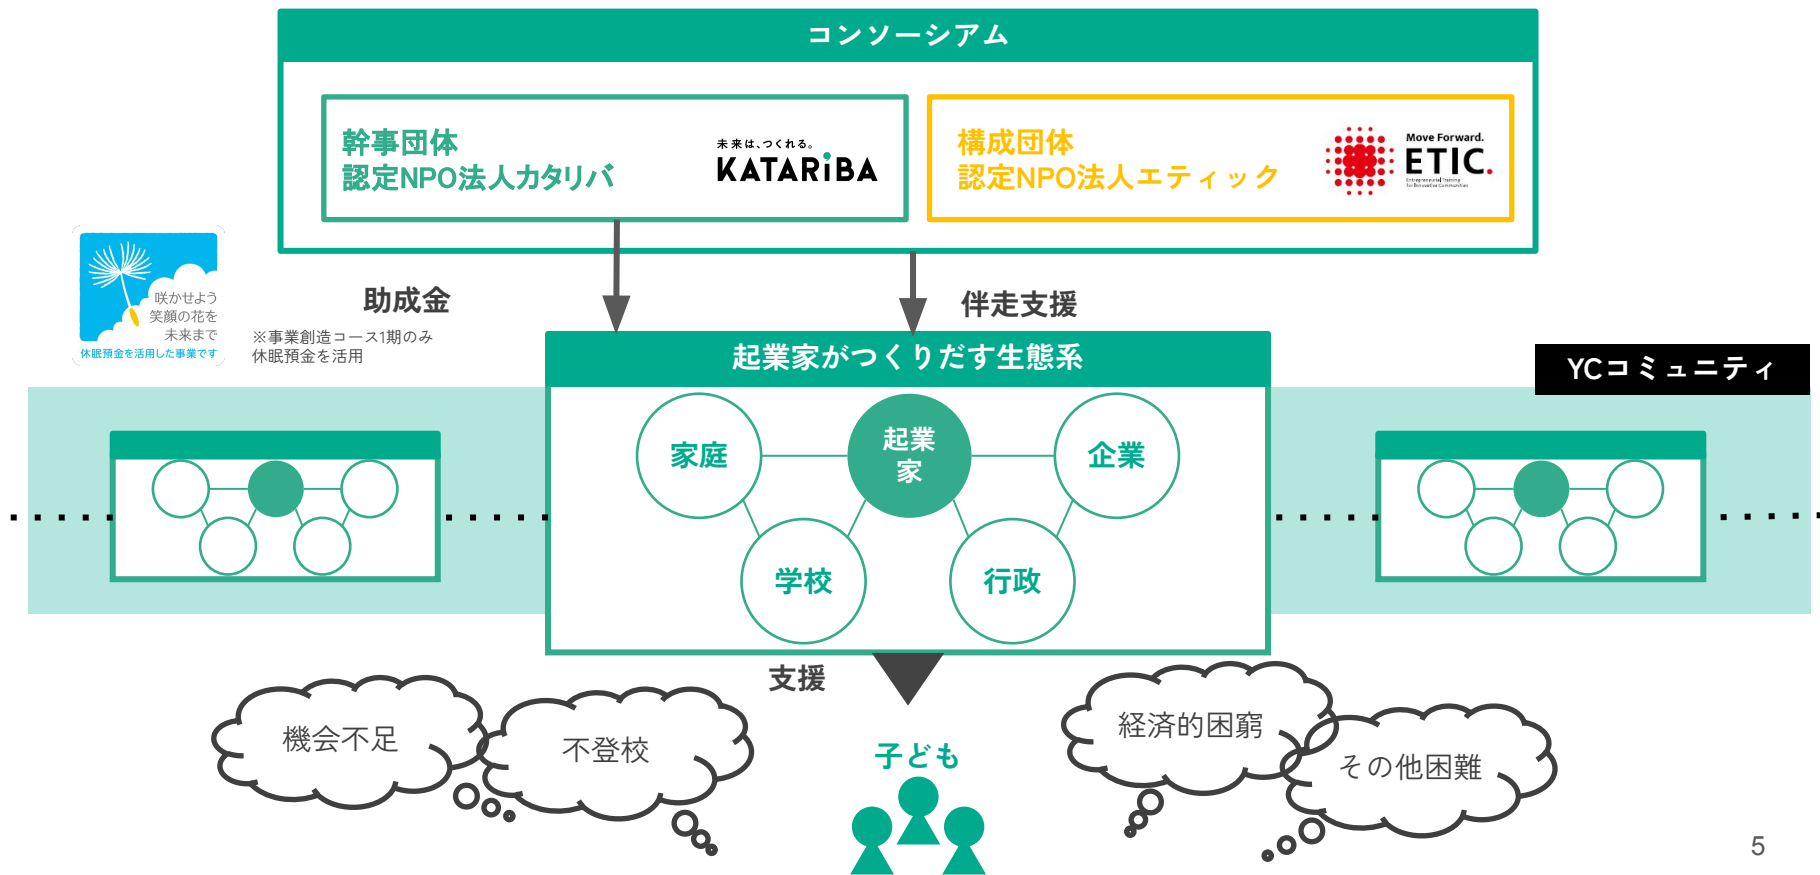 コンソーシアム
幹事団体
認定NPO法人カタリバ
未来は、つくれる。
KATARiBA
構成団体
認定NPO法人エティック
Move Forward.
ETIC.
Entrepreneurial Training
for Innovative Communities
咲かせよう
笑顔の花を
未来まで
休眠預金を活用した事業です
助成金
※事業創造コース1期のみ
休眠預金を活用
伴走支援
起業家がつくりだす生態系
YCコミュニティ
家庭
起業
家
企業
学校
行政
支援
機会不足
不登校
子ども
経済的困窮
その他困難
5